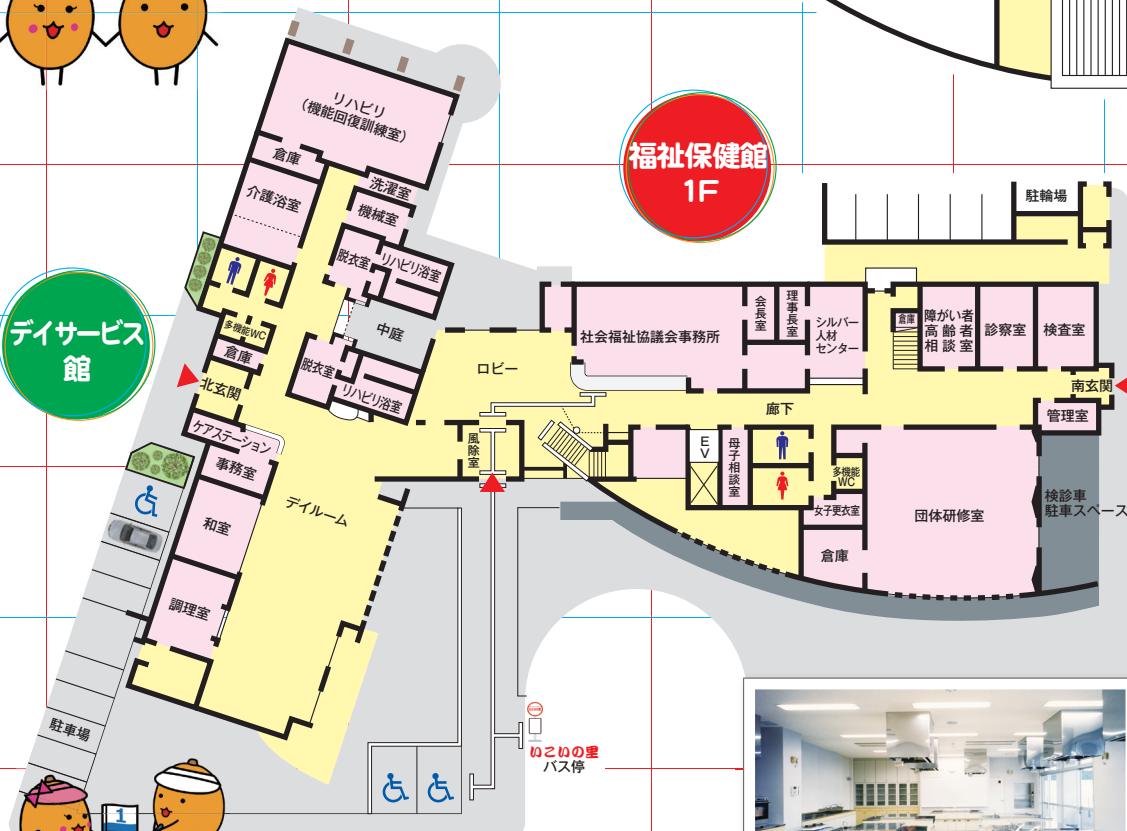 リハビリ
（機能回復訓練室）
倉庫
介護浴室
洗濯室
機械室
脱衣室
リハビリ浴室
多機能WC
倉庫
中庭
脱衣室
リハビリ浴室
北玄関
ケアステーション
事務室
和室
調理室
デイルーム
駐車場
デイサービス
館
福祉保健館
1F
ロビー
風除室
社会福祉協議会事務所
会長室
理事長室
シルバー
人材
センター
倉庫
障がい者
高齢者
相談室
診察室
検査室
駐輪場
南玄関
管理室
廊下
EV
母子相談室
多機能
WC
女子更衣室
倉庫
団体研修室
検診車
駐車スペース
いこいの里
バス停
1